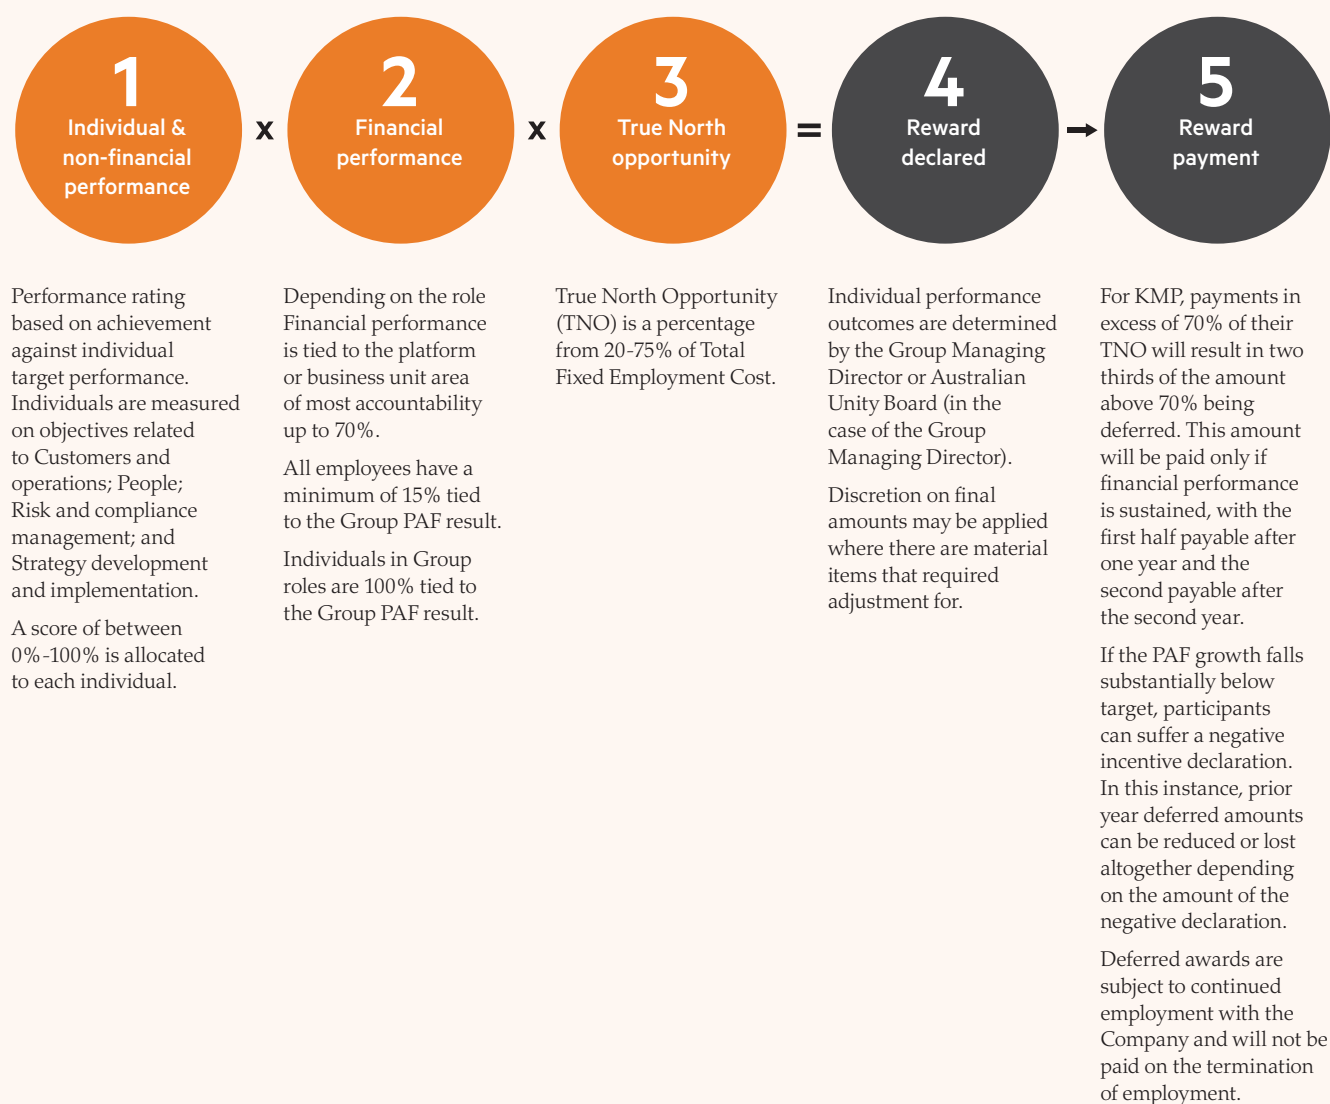 1
Individual &
non-financial
performance
x
2
Financial
performance
x
3
True North
opportunity
=
4
Reward
declared
→
5
Reward
payment
Performance rating
based on achievement
against individual
target performance.
Individuals are measured
on objectives related
to Customers and
operations; People;
Risk and compliance
management; and
Strategy development
and implementation.
A score of between
0%-100% is allocated
to each individual.
Depending on the role
Financial performance
is tied to the platform
or business unit area
of most accountability
up to 70%.
All employees have a
minimum of 15% tied
to the Group PAF result.
Individuals in Group
roles are 100% tied to
the Group PAF result.
True North Opportunity
(TNO) is a percentage
from 20-75% of Total
Fixed Employment Cost.
Individual performance
outcomes are determined
by the Group Managing
Director or Australian
Unity Board (in the
case of the Group
Managing Director).
Discretion on final
amounts may be applied
where there are material
items that required
adjustment for.
For KMP, payments in
excess of 70% of their
TNO will result in two
thirds of the amount
above 70% being
deferred. This amount
will be paid only if
financial performance
is sustained, with the
first half payable after
one year and the
second payable after
the second year.
If the PAF growth falls
substantially below
target, participants
can suffer a negative
incentive declaration.
In this instance, prior
year deferred amounts
can be reduced or lost
altogether depending
on the amount of the
negative declaration.
Deferred awards are
subject to continued
employment with the
Company and will not be
paid on the termination
of employment.